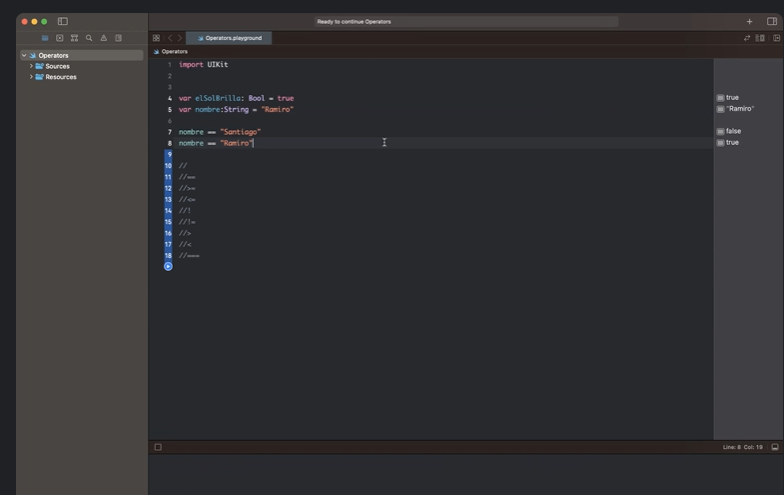 Ready to continue Operators
Operators.playground
Operators
Operators
Sources
Resources
1 import UIKit
2
3
4 var elSolBrilla: Bool = true
true
5 var nombre:String = "Ramiro"
"Ramiro"
6
7 nombre == "Santiago"
false
8 nombre == "Ramiro"
true
9
10 //
11 //==
12 //>=
13 //<=
14 //!
15 //!=
16 //>
17 //<
18 //===
Line: 8 Col: 19